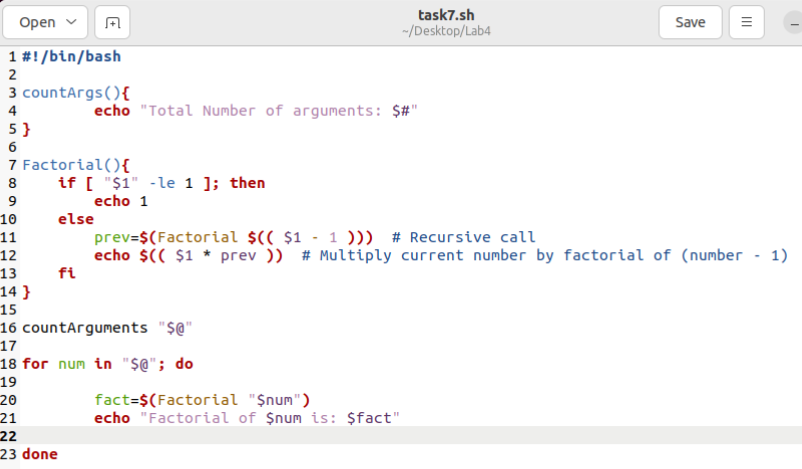 Open
task7.sh
~/Desktop/Lab4
Save
1 #!/bin/bash
2
3 countArgs(){
4         echo "Total Number of arguments: $#"
5 }
6
7 Factorial(){
8     if [ "$1" -le 1 ]; then
9         echo 1
10     else
11         prev=$(Factorial $(( $1 - 1 )))  # Recursive call
12         echo $(( $1 * prev ))  # Multiply current number by factorial of (number - 1)
13     fi
14 }
15
16 countArguments "$@"
17
18 for num in "$@"; do
19
20         fact=$(Factorial "$num")
21         echo "Factorial of $num is: $fact"
22
23 done